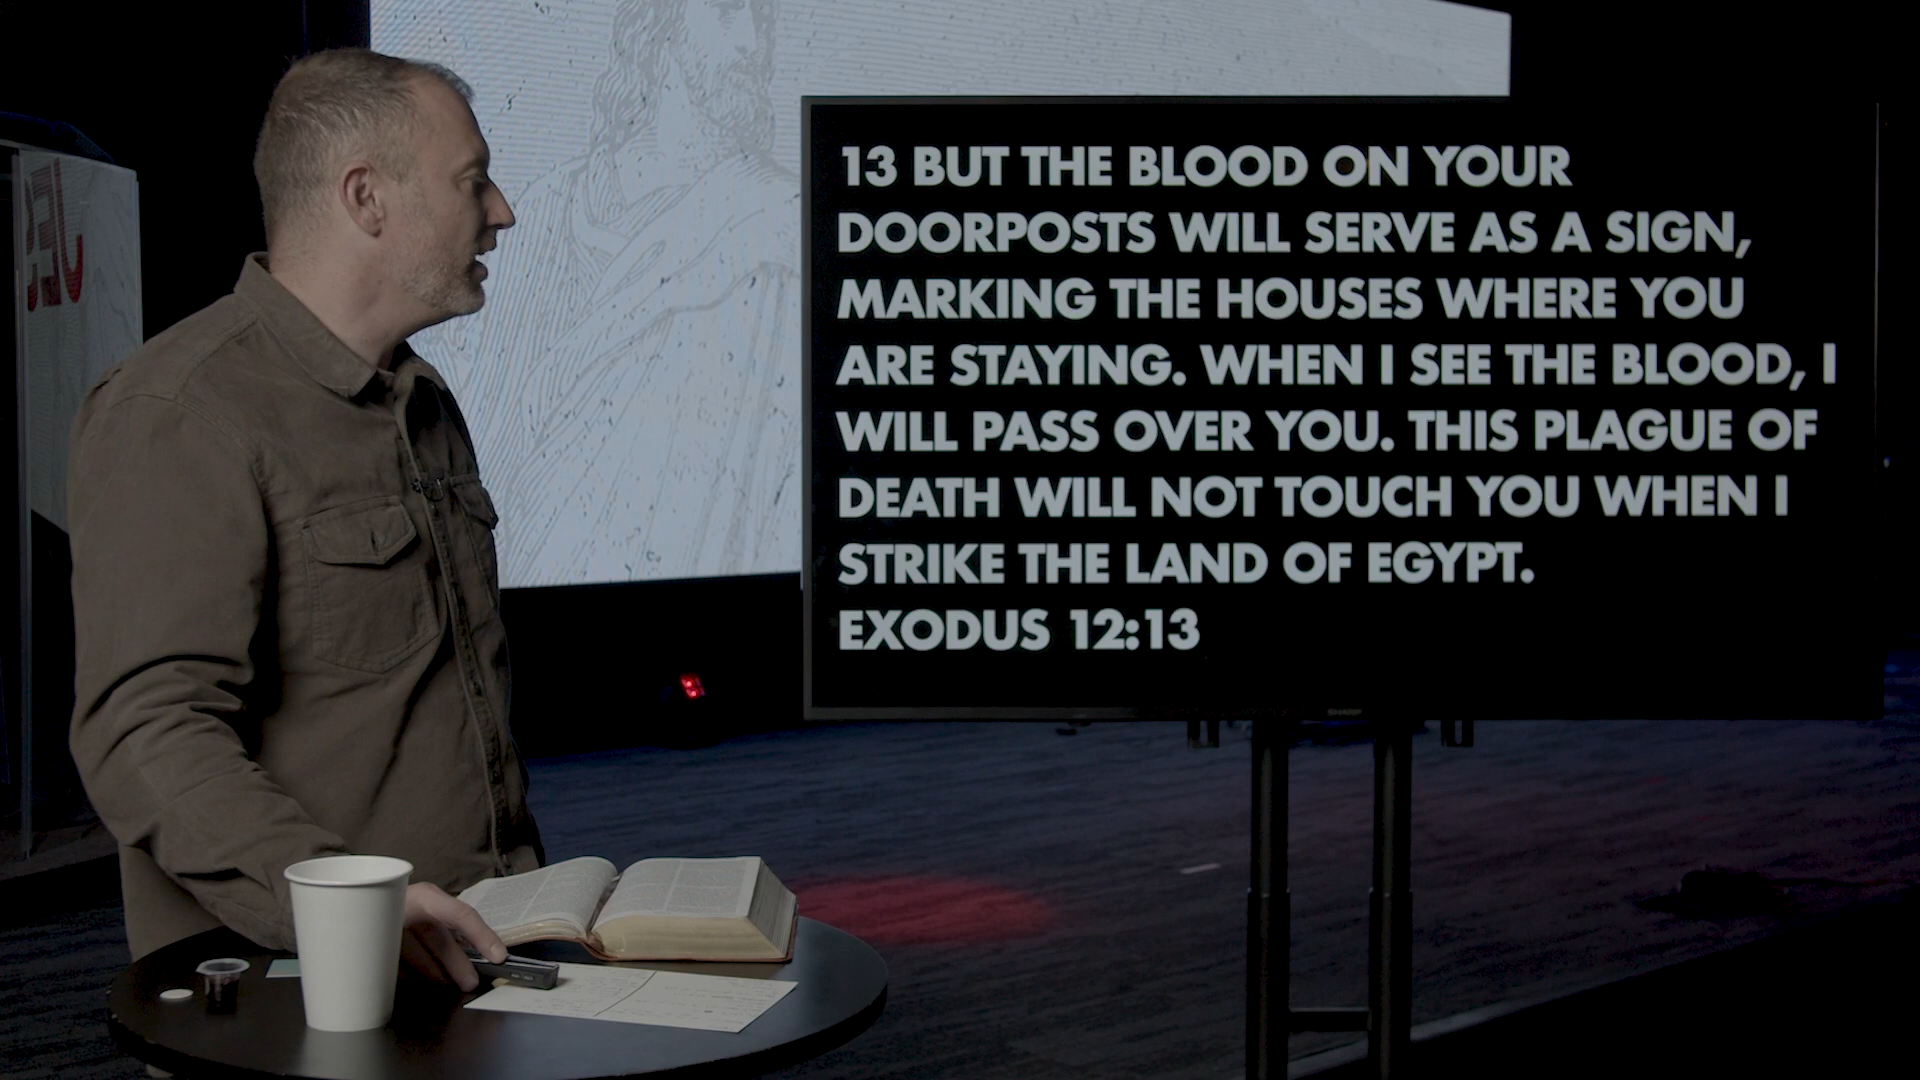 13 BUT THE BLOOD ON YOUR
DOORPOSTS WILL SERVE AS A SIGN,
MARKING THE HOUSES WHERE YOU
ARE STAYING. WHEN I SEE THE BLOOD, I
WILL PASS OVER YOU. THIS PLAGUE OF
DEATH WILL NOT TOUCH YOU WHEN I
STRIKE THE LAND OF EGYPT.
EXODUS 12:13
SHARP